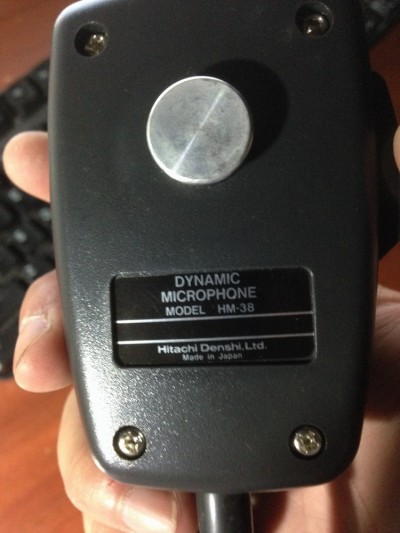 DYNAMIC
MICROPHONE
MODEL HM-38
Hitachi Denshi,Ltd.
Made in Japan